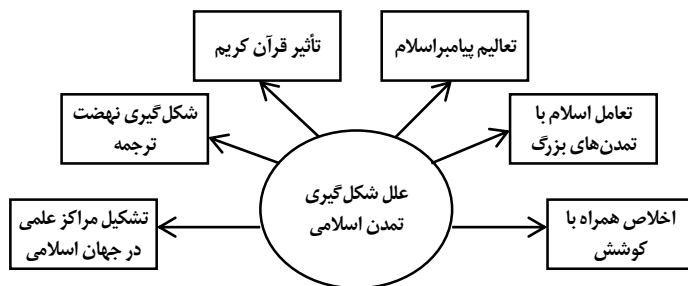 تعالیم پیامبراسلام
تأثیر قرآن کریم
تعامل اسلام با
تمدن‌های بزرگ
شکل‌گیری نهضت
ترجمه
علل شکل‌گیری
تمدن اسلامی
اخلاص همراه با
کوشش
تشکیل مراکز علمی
در جهان اسلامی